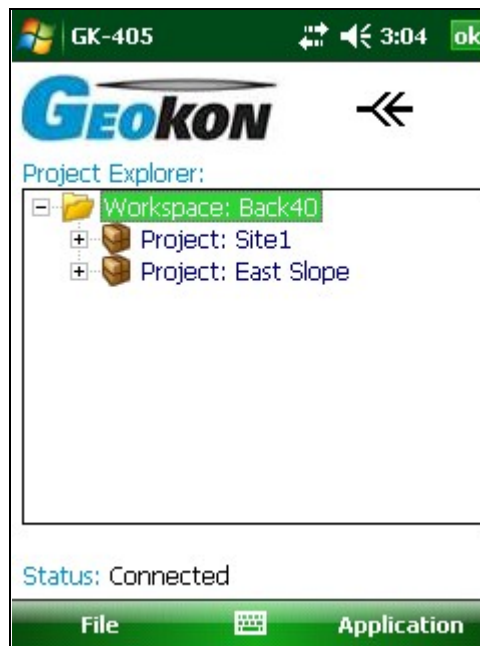 GK-405 3:04 ok
GEOKON
Project Explorer:
Workspace: Back40
Project: Site1
Project: East Slope
Status: Connected
File Application